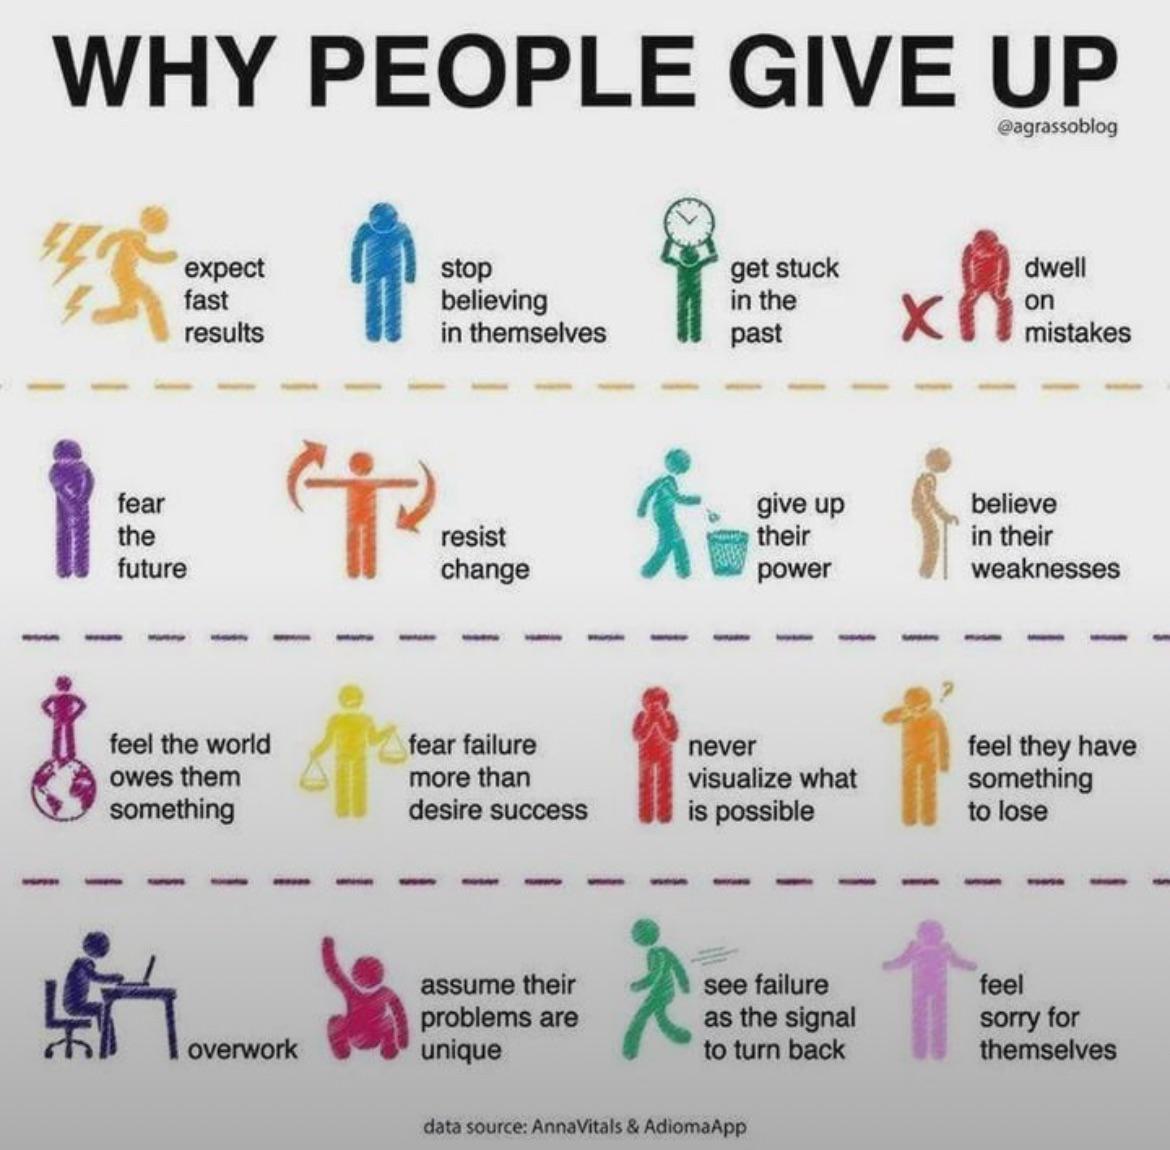 WHY PEOPLE GIVE UP
@agrassoblog
expect
fast
results
stop
believing
in themselves
get stuck
in the
past
dwell
on
mistakes
fear
the
future
resist
change
give up
their
power
believe
in their
weaknesses
feel the world
owes them
something
fear failure
more than
desire success
never
visualize what
is possible
?
feel they have
something
to lose
overwork
assume their
problems are
unique
see failure
as the signal
to turn back
feel
sorry for
themselves
data source: AnnaVitals & AdiomaApp